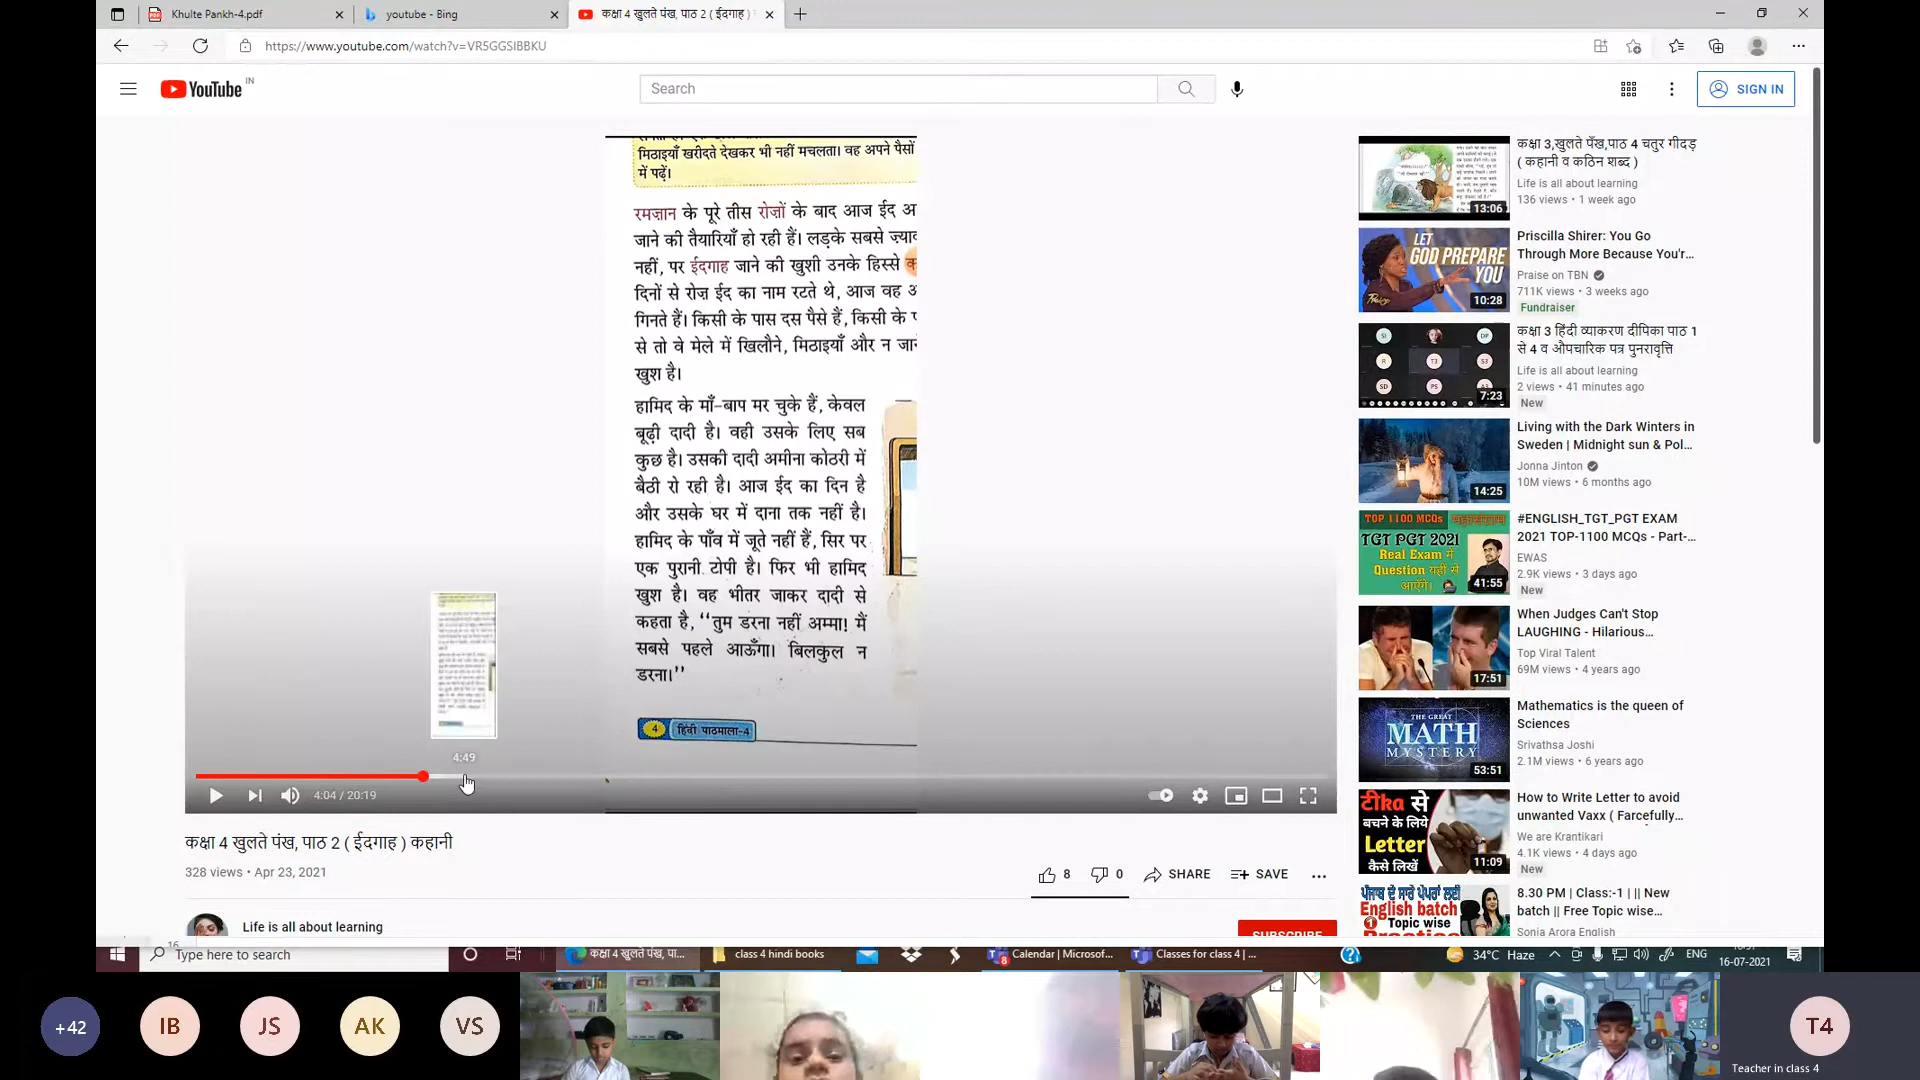 Khulte Pankh-4.pdf
youtube - Bing
कक्षा 4 खुलते पंख, पाठ 2 ( ईदगाह )
https://www.youtube.com/watch?v=VR5GGSIBBKU
YouTube IN
Search
SIGN IN
मिठाइयाँ खरीदते देखकर भी नहीं मचलता। वह अपने पैसों
में पढ़ें।
रमज़ान के पूरे तीस रोज़ों के बाद आज ईद अ
जाने की तैयारियाँ हो रही हैं। लड़के सबसे ज्या
नहीं, पर ईदगाह जाने की खुशी उनके हिस्से क
दिनों से रोज़ ईद का नाम रटते थे, आज वह अ
गिनते हैं। किसी के पास दस पैसे हैं, किसी के प
से तो वे मेले में खिलौने, मिठाइयाँ और न जाने
खुश है।
हामिद के माँ–बाप मर चुके हैं, केवल
बूढ़ी दादी है। वही उसके लिए सब
कुछ है। उसकी दादी अमीना कोठरी में
बैठी रो रही है। आज ईद का दिन है
और उसके घर में दाना तक नहीं है।
हामिद के पाँव में जूते नहीं हैं, सिर पर
एक पुरानी टोपी है। फिर भी हामिद
खुश है। वह भीतर जाकर दादी से
कहता है, “तुम डरना नहीं अम्मा! मैं
सबसे पहले आऊँगा। बिलकुल न
डरना।”
4 हिंदी पाठमाला-4
4:49
4:04 / 20:19
कक्षा 4 खुलते पंख, पाठ 2 ( ईदगाह ) कहानी
328 views • Apr 23, 2021
8 0 SHARE SAVE
Life is all about learning
SUBSCRIBE
13:06
कक्षा 3,खुलते पँख,पाठ 4 चतुर गीदड़
( कहानी व कठिन शब्द )
Life is all about learning
136 views • 1 week ago
LET
GOD PREPARE
YOU
Praise
10:28
Priscilla Shirer: You Go
Through More Because You'r...
Praise on TBN
711K views • 3 weeks ago
Fundraiser
SI DP
R T3 S3
SD PS
7:23
कक्षा 3 हिंदी व्याकरण दीपिका पाठ 1
से 4 व औपचारिक पत्र पुनरावृत्ति
Life is all about learning
2 views • 41 minutes ago
New
14:25
Living with the Dark Winters in
Sweden | Midnight sun & Pol...
Jonna Jinton
10M views • 6 months ago
TOP 1100 MCQs महासंग्राम
TGT PGT 2021
Real Exam में
Question यहीं से
आएँगे।
41:55
#ENGLISH_TGT_PGT EXAM
2021 TOP-1100 MCQs - Part-...
EWAS
2.9K views • 3 days ago
New
17:51
When Judges Can't Stop
LAUGHING - Hilarious...
Top Viral Talent
69M views • 4 years ago
THE GREAT
MATH
MYSTERY
53:51
Mathematics is the queen of
Sciences
Srivathsa Joshi
2.1M views • 6 years ago
टीka से
बचने के लिये
Letter
कैसे लिखें
11:09
How to Write Letter to avoid
unwanted Vaxx ( Farcefully...
We are Krantikari
4.1K views • 4 days ago
New
English batch
1 Topic wise
8.30 PM | Class:-1 | || New
batch || Free Topic wise...
Sonia Arora English
16
Type here to search
कक्षा 4 खुलते पंख, पा...
class 4 hindi books
8
Calendar | Microsof...
Classes for class 4 | ...
34°C Haze
ENG
16-07-2021
+42
IB
JS
AK
VS
T4
Teacher in class 4